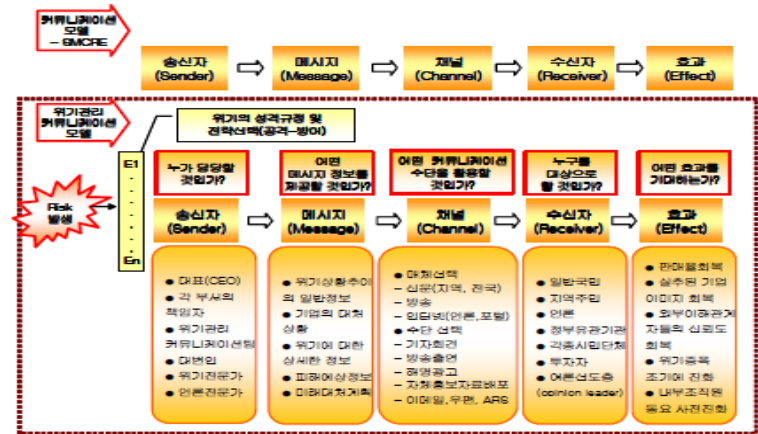 커뮤니케이션
모델
– SMCRE
송신자
(Sender)
메시지
(Message)
채널
(Channel)
수신자
(Receiver)
효과
(Effect)
위기관리
커뮤니케이션
모델
위기의 성격규정 및
전략선택(공격-방어)
Risk
발생
E1
En
누가 담당할
것인가?
어떤
메시지 정보를
제공할 것인가?
어떤 커뮤니케이션
수단을 활용할
것인가?
누구를
대상으로
할 것인가?
어떤 효과를
기대하는가?
송신자
(Sender)
메시지
(Message)
채널
(Channel)
수신자
(Receiver)
효과
(Effect)
● 대표(CEO)
● 각 부서의
책임자
● 위기관리
커뮤니케이션팀
● 대변인
● 위기전문가
● 언론전문가
● 위기상황추이
의 일반정보
● 기업의 대처
상황
● 위기에 대한
상세한 정보
● 피해예상정보
● 미래대처계획
● 매체선택
– 신문(지역, 전국)
– 방송
– 인터넷(언론,포털)
● 수단 선택
– 기자회견
– 방송출연
– 해명광고
– 자체홍보자료배포
– 이메일,우편, ARS
● 일반국민
● 지역주민
● 언론
● 정부유관기관
● 각종시민단체
● 투자자
● 여론선도층
(opinion leader)
● 판매율회복
● 실추된 기업
이미지 회복
● 외부이해관계
자들의 신뢰도
회복
● 위기증폭
조기에 진화
● 내부조직원
동요 사전진화